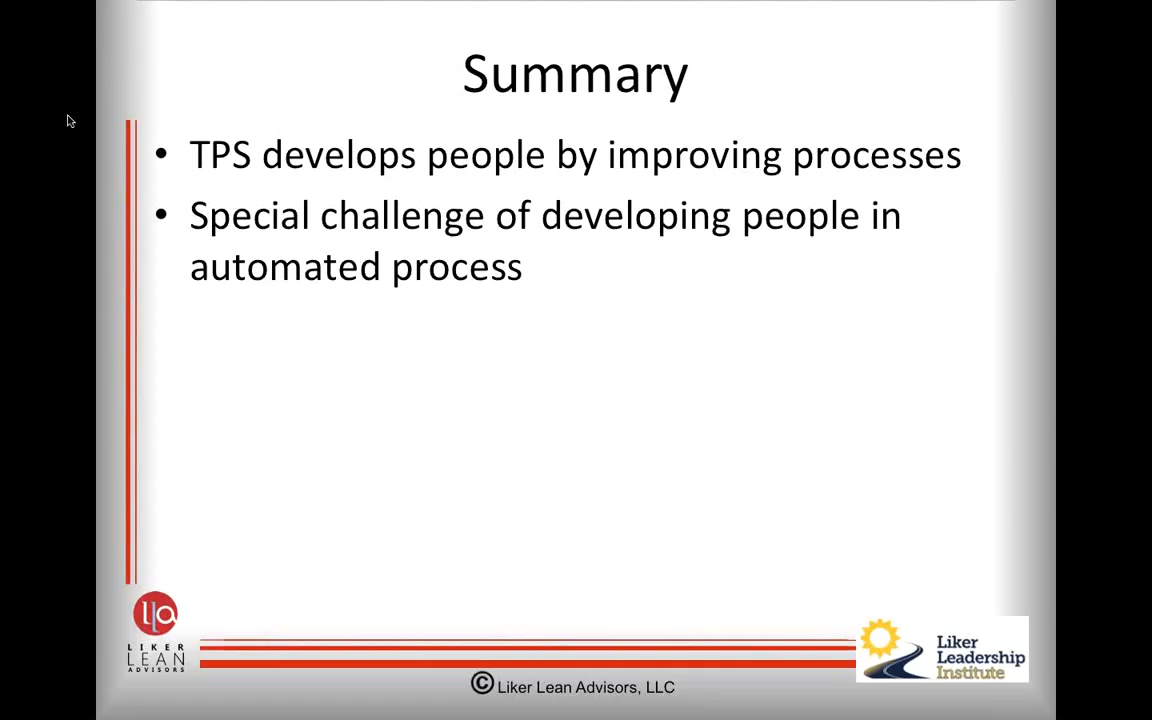 Summary
• TPS develops people by improving processes
• Special challenge of developing people in
automated process
lla
LIKER
LEAN
ADVISORS
Liker
Leadership
Institute
© Liker Lean Advisors, LLC